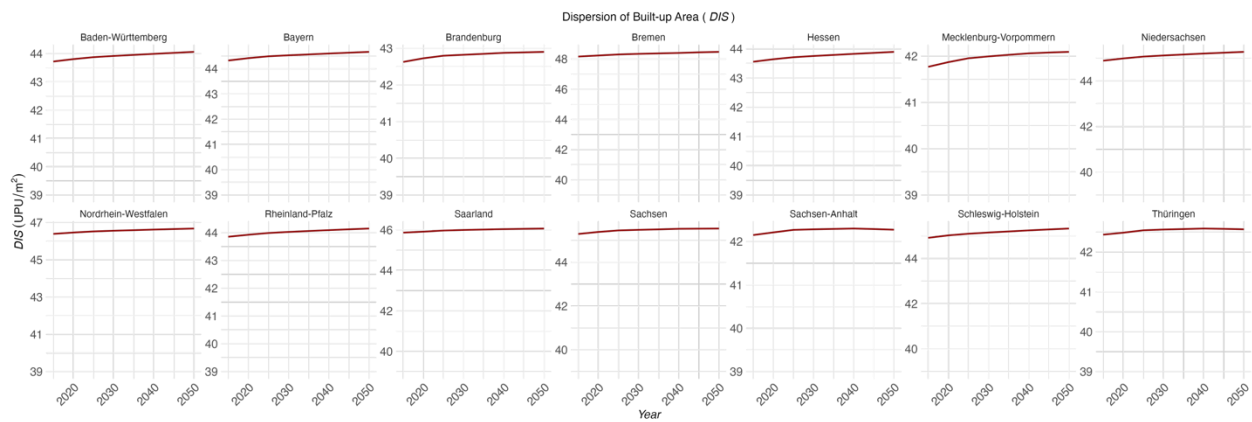 Dispersion of Built-up Area ( DIS )
Baden-Württemberg Bayern Brandenburg Bremen Hessen Mecklenburg-Vorpommern Niedersachsen
44 43 42 41 40 39
44 43 42 41 40 39
43 42 41 40 39
48 46 44 42 40
44 43 42 41 40 39
42 41 40 39
44 42 40
DIS (UPU/m²)
Nordrhein-Westfalen Rheinland-Pfalz Saarland Sachsen Sachsen-Anhalt Schleswig-Holstein Thüringen
47 45 43 41 39
44 43 42 41 40 39
46 44 42 40
44 42 40
42 41 40 39
44 42 40
42 41 40 39
2020 2030 2040 2050 2020 2030 2040 2050 2020 2030 2040 2050 2020 2030 2040 2050 2020 2030 2040 2050 2020 2030 2040 2050 2020 2030 2040 2050
Year